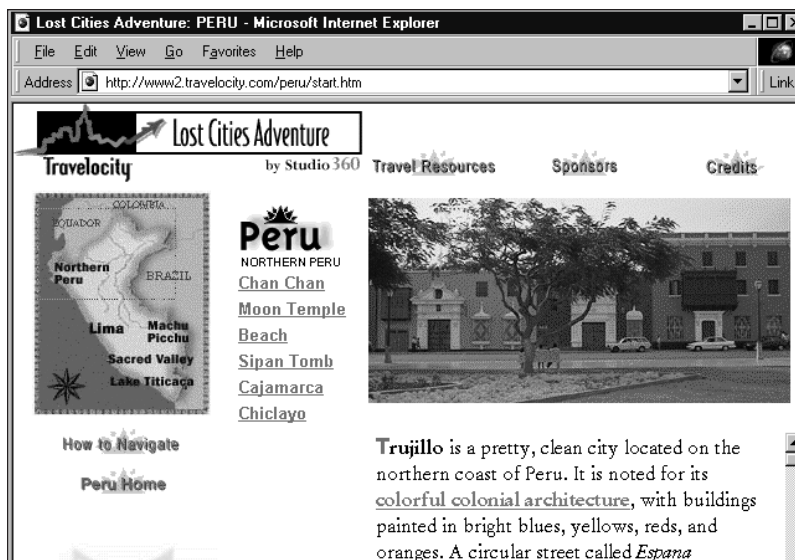 Lost Cities Adventure: PERU - Microsoft Internet Explorer
File Edit View Go Favorites Help
Address http://www2.travelocity.com/peru/start.htm Link
Lost Cities Adventure
Travelocity by Studio 360 Travel Resources Sponsors Credits
COLOMBIA
EQUADOR
Northern
Peru
BRAZIL
Lima
Machu
Picchu
Sacred Valley
Lake Titicaca
Peru
NORTHERN PERU
Chan Chan
Moon Temple
Beach
Sipan Tomb
Cajamarca
Chiclayo
How to Navigate
Peru Home
Trujillo is a pretty, clean city located on the
northern coast of Peru. It is noted for its
colorful colonial architecture, with buildings
painted in bright blues, yellows, reds, and
oranges. A circular street called Espana